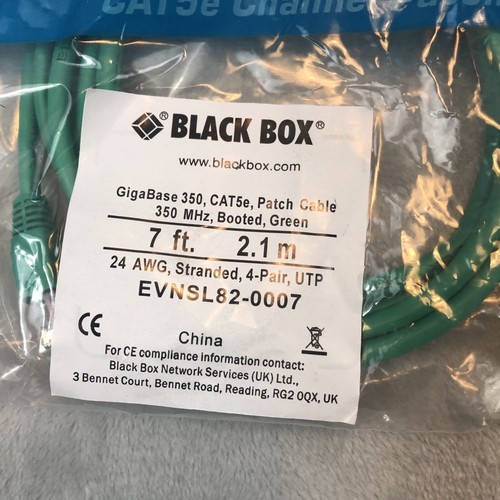 CAT5e Channel
BLACK BOX®
www.blackbox.com
GigaBase 350, CAT5e, Patch Cable
350 MHz, Booted, Green
7 ft. 2.1 m
24 AWG, Stranded, 4-Pair, UTP
EVNSL82-0007
CE
China
For CE compliance information contact:
Black Box Network Services (UK) Ltd.,
3 Bennet Court, Bennet Road, Reading, RG2 0QX, UK